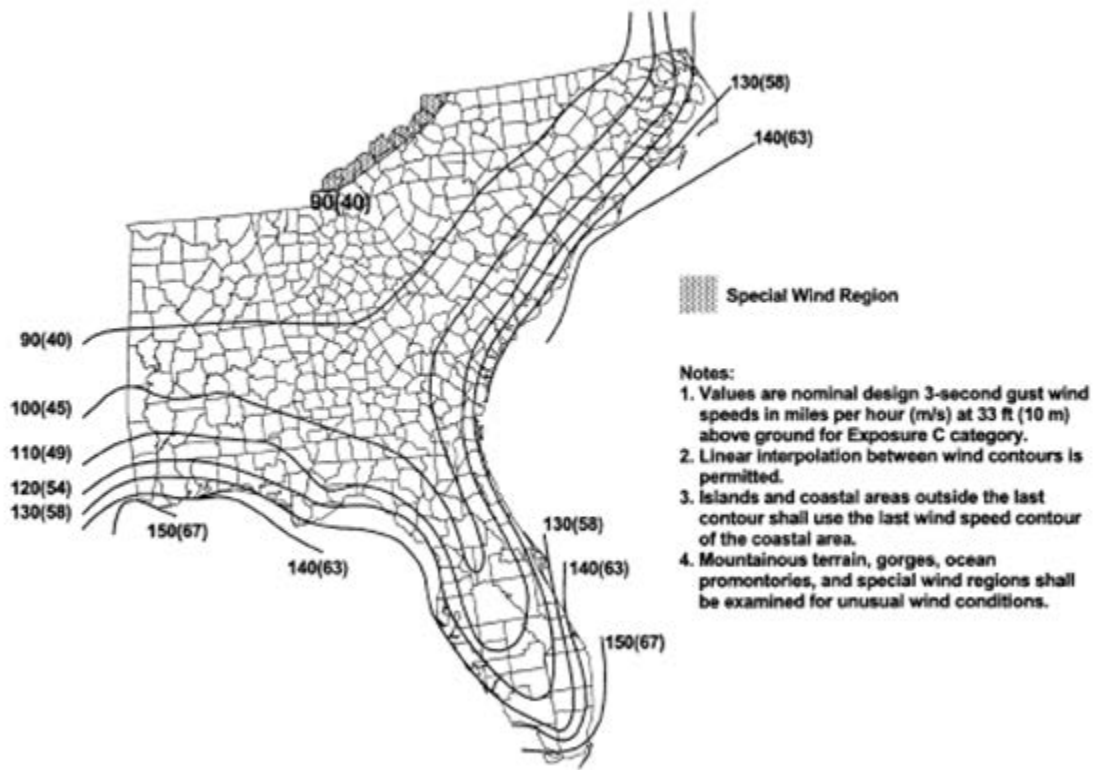 130(58)
140(63)
90(40)
Special Wind Region
90(40)
100(45)
110(49)
120(54)
130(58)
150(67)
140(63)
130(58)
140(63)
150(67)
Notes:
1. Values are nominal design 3-second gust wind
speeds in miles per hour (m/s) at 33 ft (10 m)
above ground for Exposure C category.
2. Linear interpolation between wind contours is
permitted.
3. Islands and coastal areas outside the last
contour shall use the last wind speed contour
of the coastal area.
4. Mountainous terrain, gorges, ocean
promontories, and special wind regions shall
be examined for unusual wind conditions.